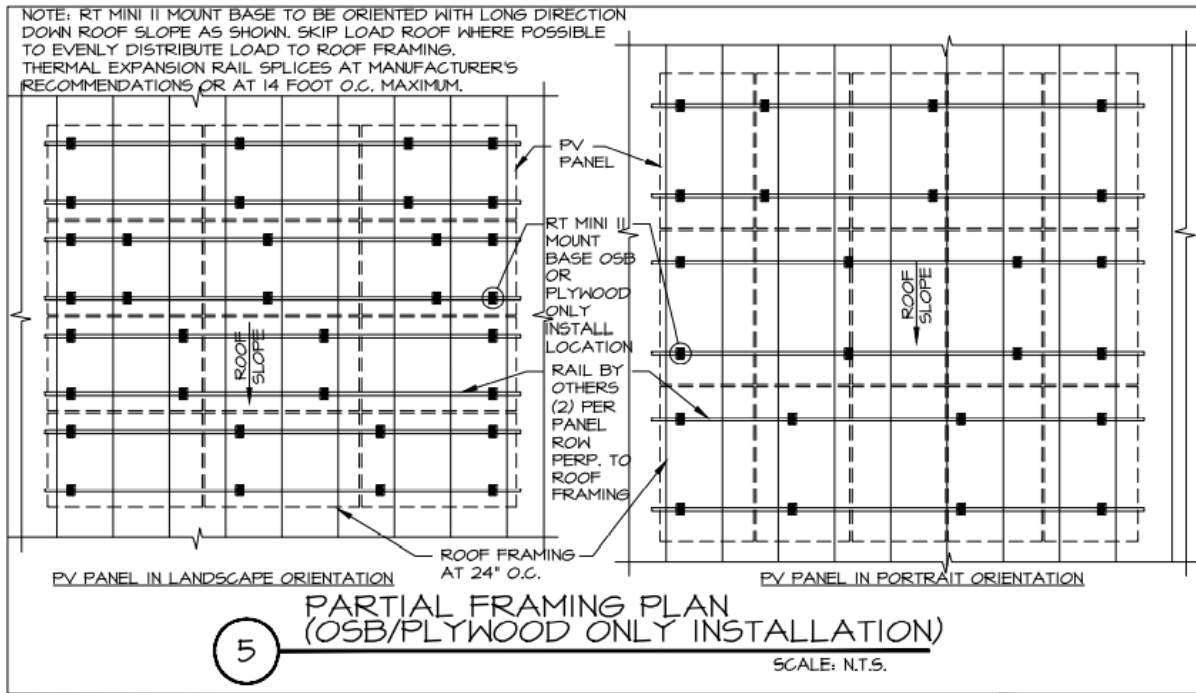 NOTE: RT MINI II MOUNT BASE TO BE ORIENTED WITH LONG DIRECTION
DOWN ROOF SLOPE AS SHOWN. SKIP LOAD ROOF WHERE POSSIBLE
TO EVENLY DISTRIBUTE LOAD TO ROOF FRAMING.
THERMAL EXPANSION RAIL SPLICES AT MANUFACTURER'S
RECOMMENDATIONS OR AT 14 FOOT O.C. MAXIMUM.
PV
PANEL
RT MINI II
MOUNT
BASE OSB
OR
PLYWOOD
ONLY
INSTALL
LOCATION
RAIL BY
OTHERS
(2) PER
PANEL
ROW
PERP. TO
ROOF
FRAMING
ROOF
SLOPE
ROOF
SLOPE
ROOF FRAMING
AT 24" O.C.
PV PANEL IN LANDSCAPE ORIENTATION
PV PANEL IN PORTRAIT ORIENTATION
5
PARTIAL FRAMING PLAN
(OSB/PLYWOOD ONLY INSTALLATION)
SCALE: N.T.S.